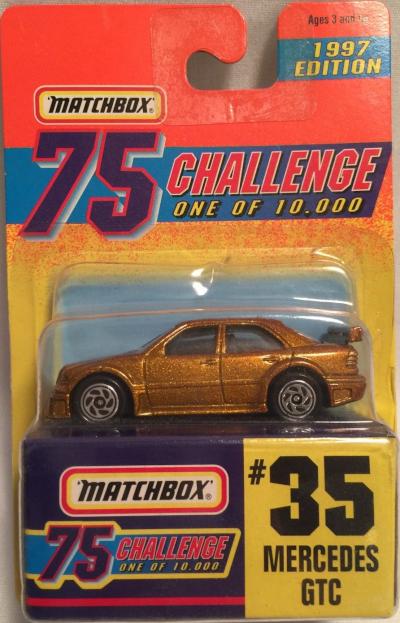 Ages 3 and up
1997
EDITION
MATCHBOX
75 CHALLENGE
ONE OF 10.000
MATCHBOX
75 CHALLENGE
ONE OF 10.000
#35
MERCEDES
GTC